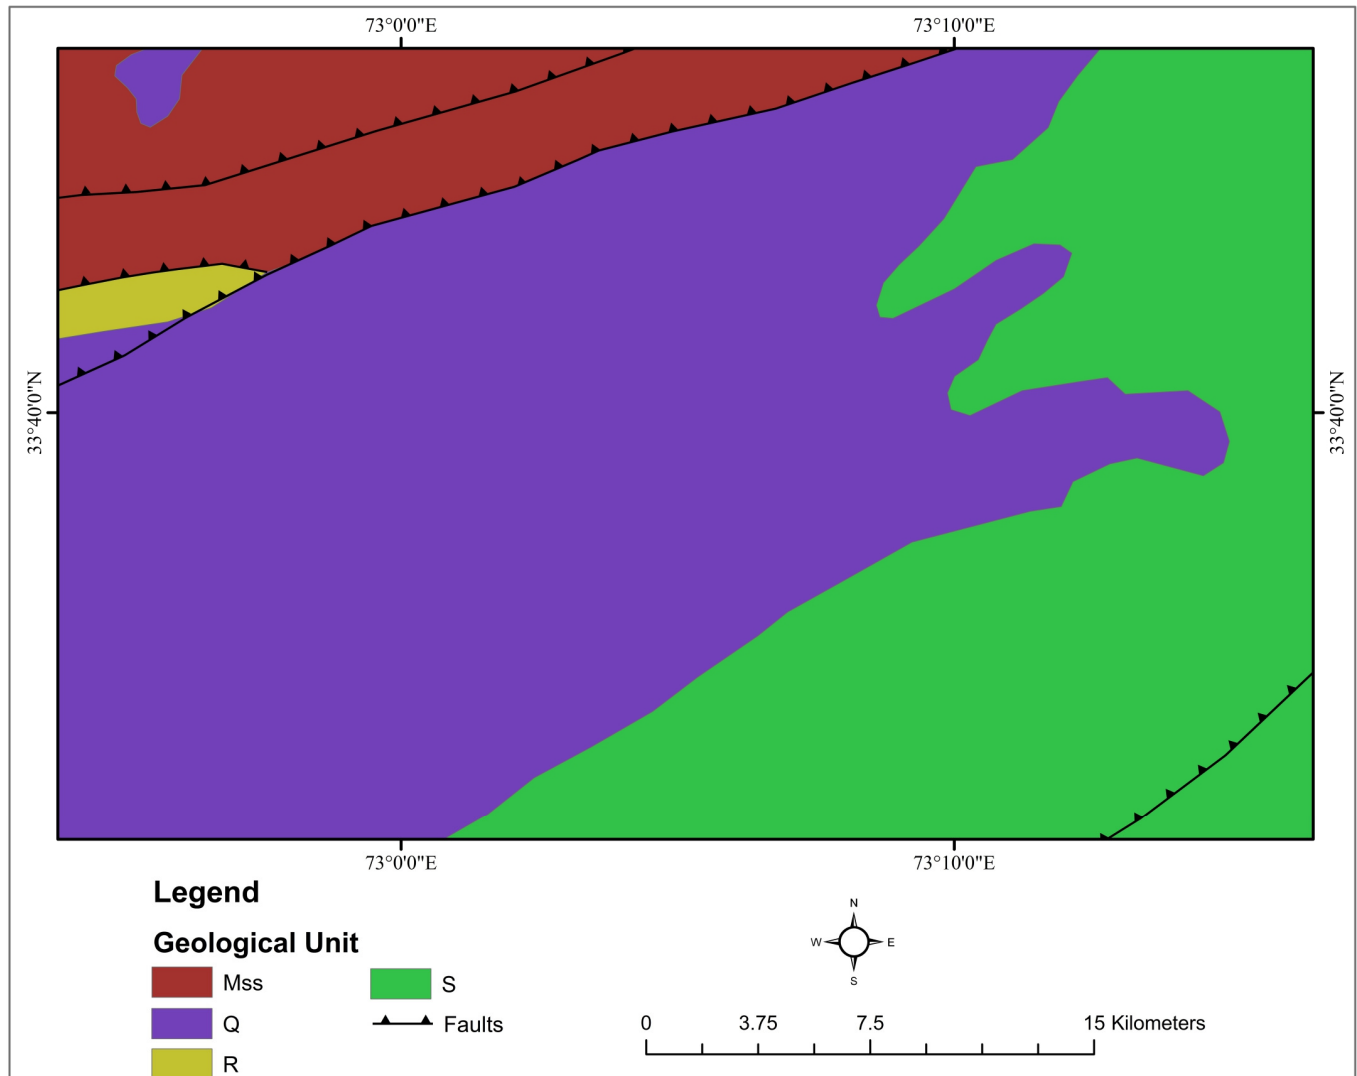 73°0'0"E 73°10'0"E
33°40'0"N 33°40'0"N
73°0'0"E 73°10'0"E
Legend
Geological Unit
Mss
S
Q
Faults
R
N
W E
S
0 3.75 7.5 15 Kilometers